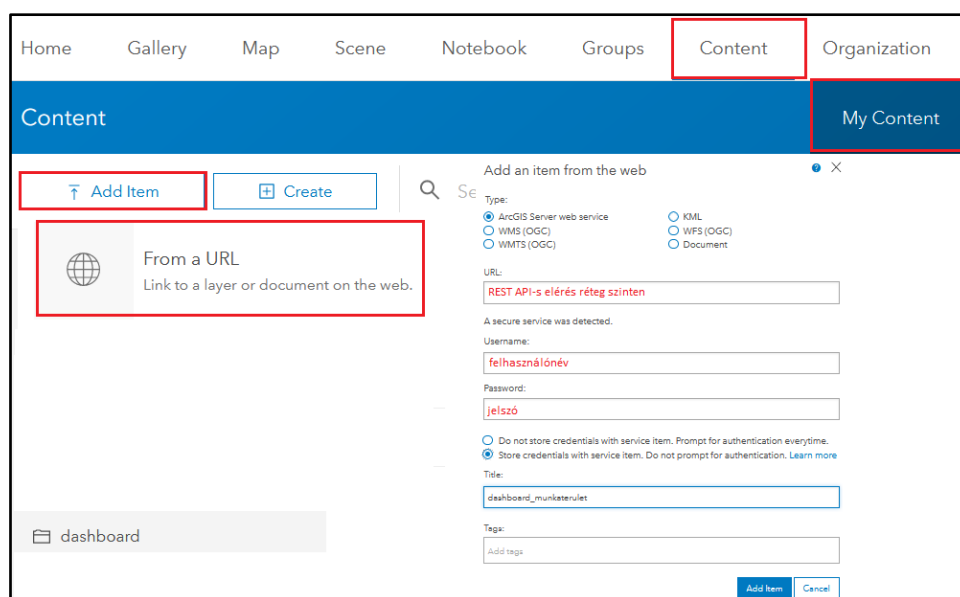 Home Gallery Map Scene Notebook Groups Content Organization
Content
My Content
Add Item
Create
Se
From a URL
Link to a layer or document on the web.
dashboard
Add an item from the web
Type:
ArcGIS Server web service KML
WMS (OGC) WFS (OGC)
WMTS (OGC) Document
URL:
REST API-s elérés réteg szinten
A secure service was detected.
Username:
felhasználónév
Password:
jelszó
Do not store credentials with service item. Prompt for authentication everytime.
Store credentials with service item. Do not prompt for authentication. Learn more
Title:
dashboard_munkaterulet
Tags:
Add tags
Add Item Cancel